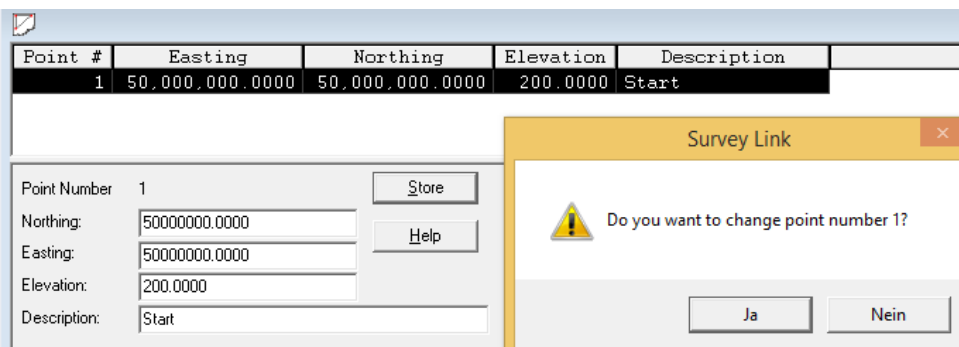 Point # Easting Northing Elevation Description
1 50,000,000.0000 50,000,000.0000 200.0000 Start
Survey Link
Do you want to change point number 1?
Ja Nein
Point Number 1 Store
Northing: 50000000.0000
Help
Easting: 50000000.0000
Elevation: 200.0000
Description: Start